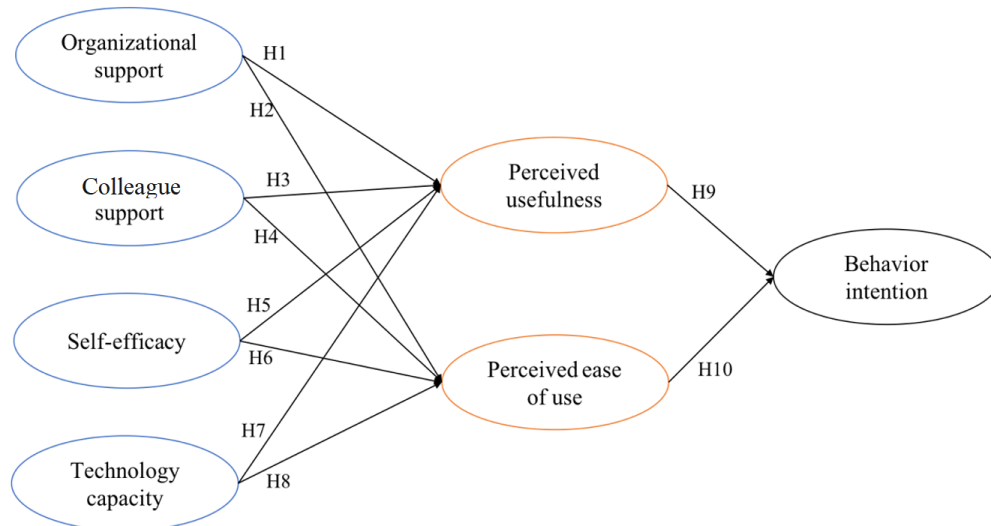 Organizational
support
H1
H2
Colleague
support
H3
H4
Self-efficacy
H5
H6
Technology
capacity
H7
H8
Perceived
usefulness
Perceived ease
of use
H9
H10
Behavior
intention